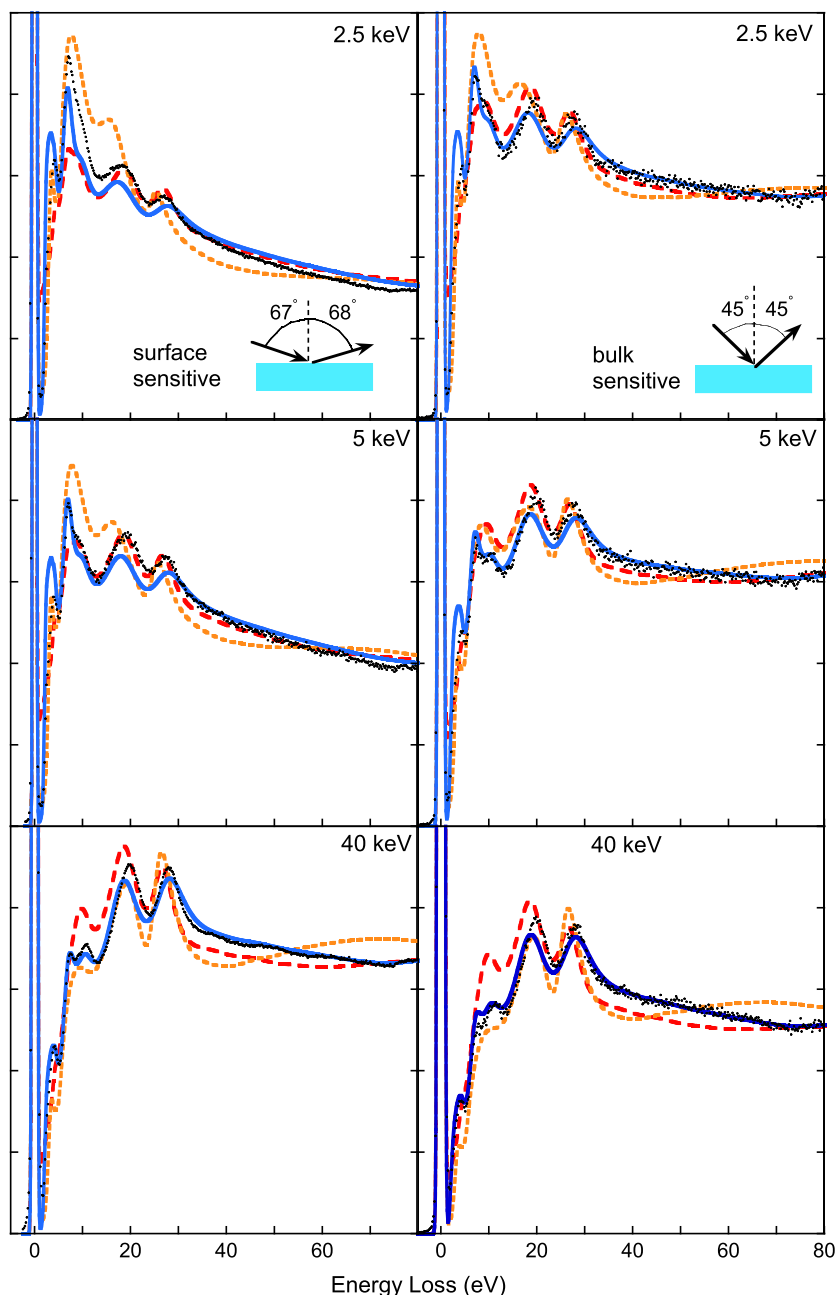 2.5 keV
2.5 keV
67° 68°
surface
sensitive
45° 45°
bulk
sensitive
5 keV
5 keV
40 keV
40 keV
0 20 40 60 0 20 40 60 80
Energy Loss (eV)